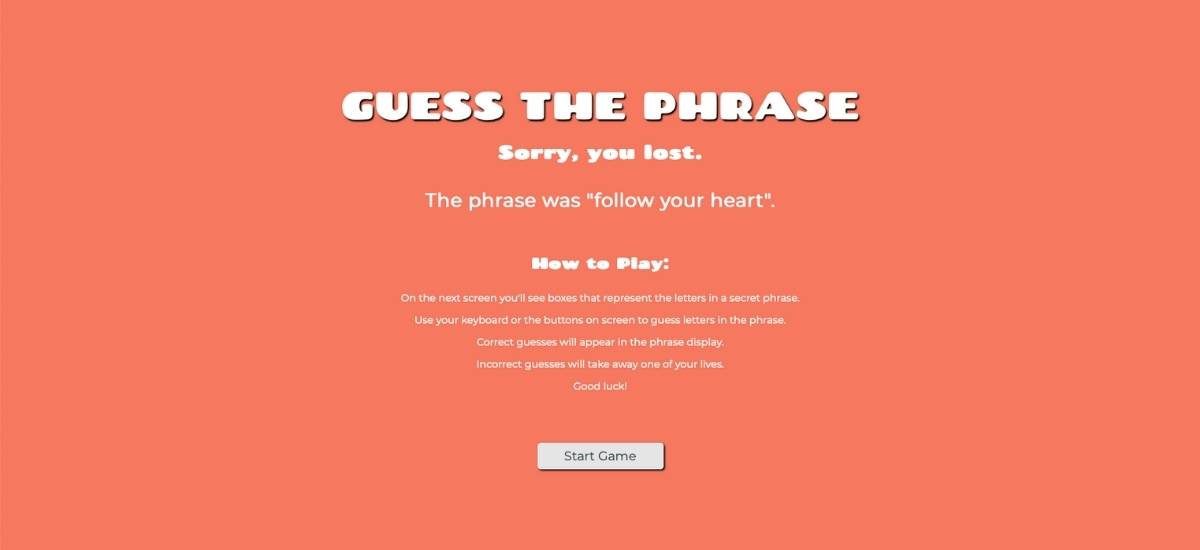 GUESS THE PHRASE
Sorry, you lost.
The phrase was "follow your heart".
How to Play:
On the next screen you'll see boxes that represent the letters in a secret phrase.
Use your keyboard or the buttons on screen to guess letters in the phrase.
Correct guesses will appear in the phrase display.
Incorrect guesses will take away one of your lives.
Good luck!
Start Game